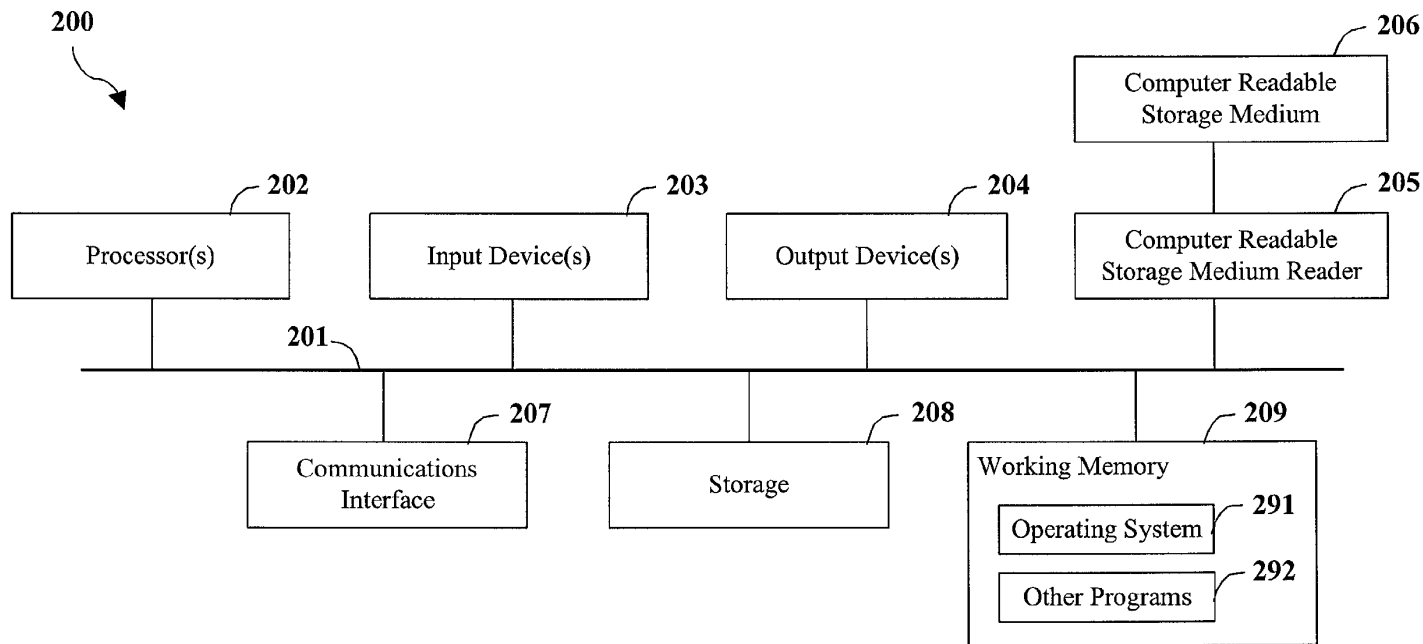 200
206
Computer Readable
Storage Medium
202
203
204
205
Processor(s)
Input Device(s)
Output Device(s)
Computer Readable
Storage Medium Reader
201
207
208
209
Communications
Interface
Storage
Working Memory
291
Operating System
292
Other Programs